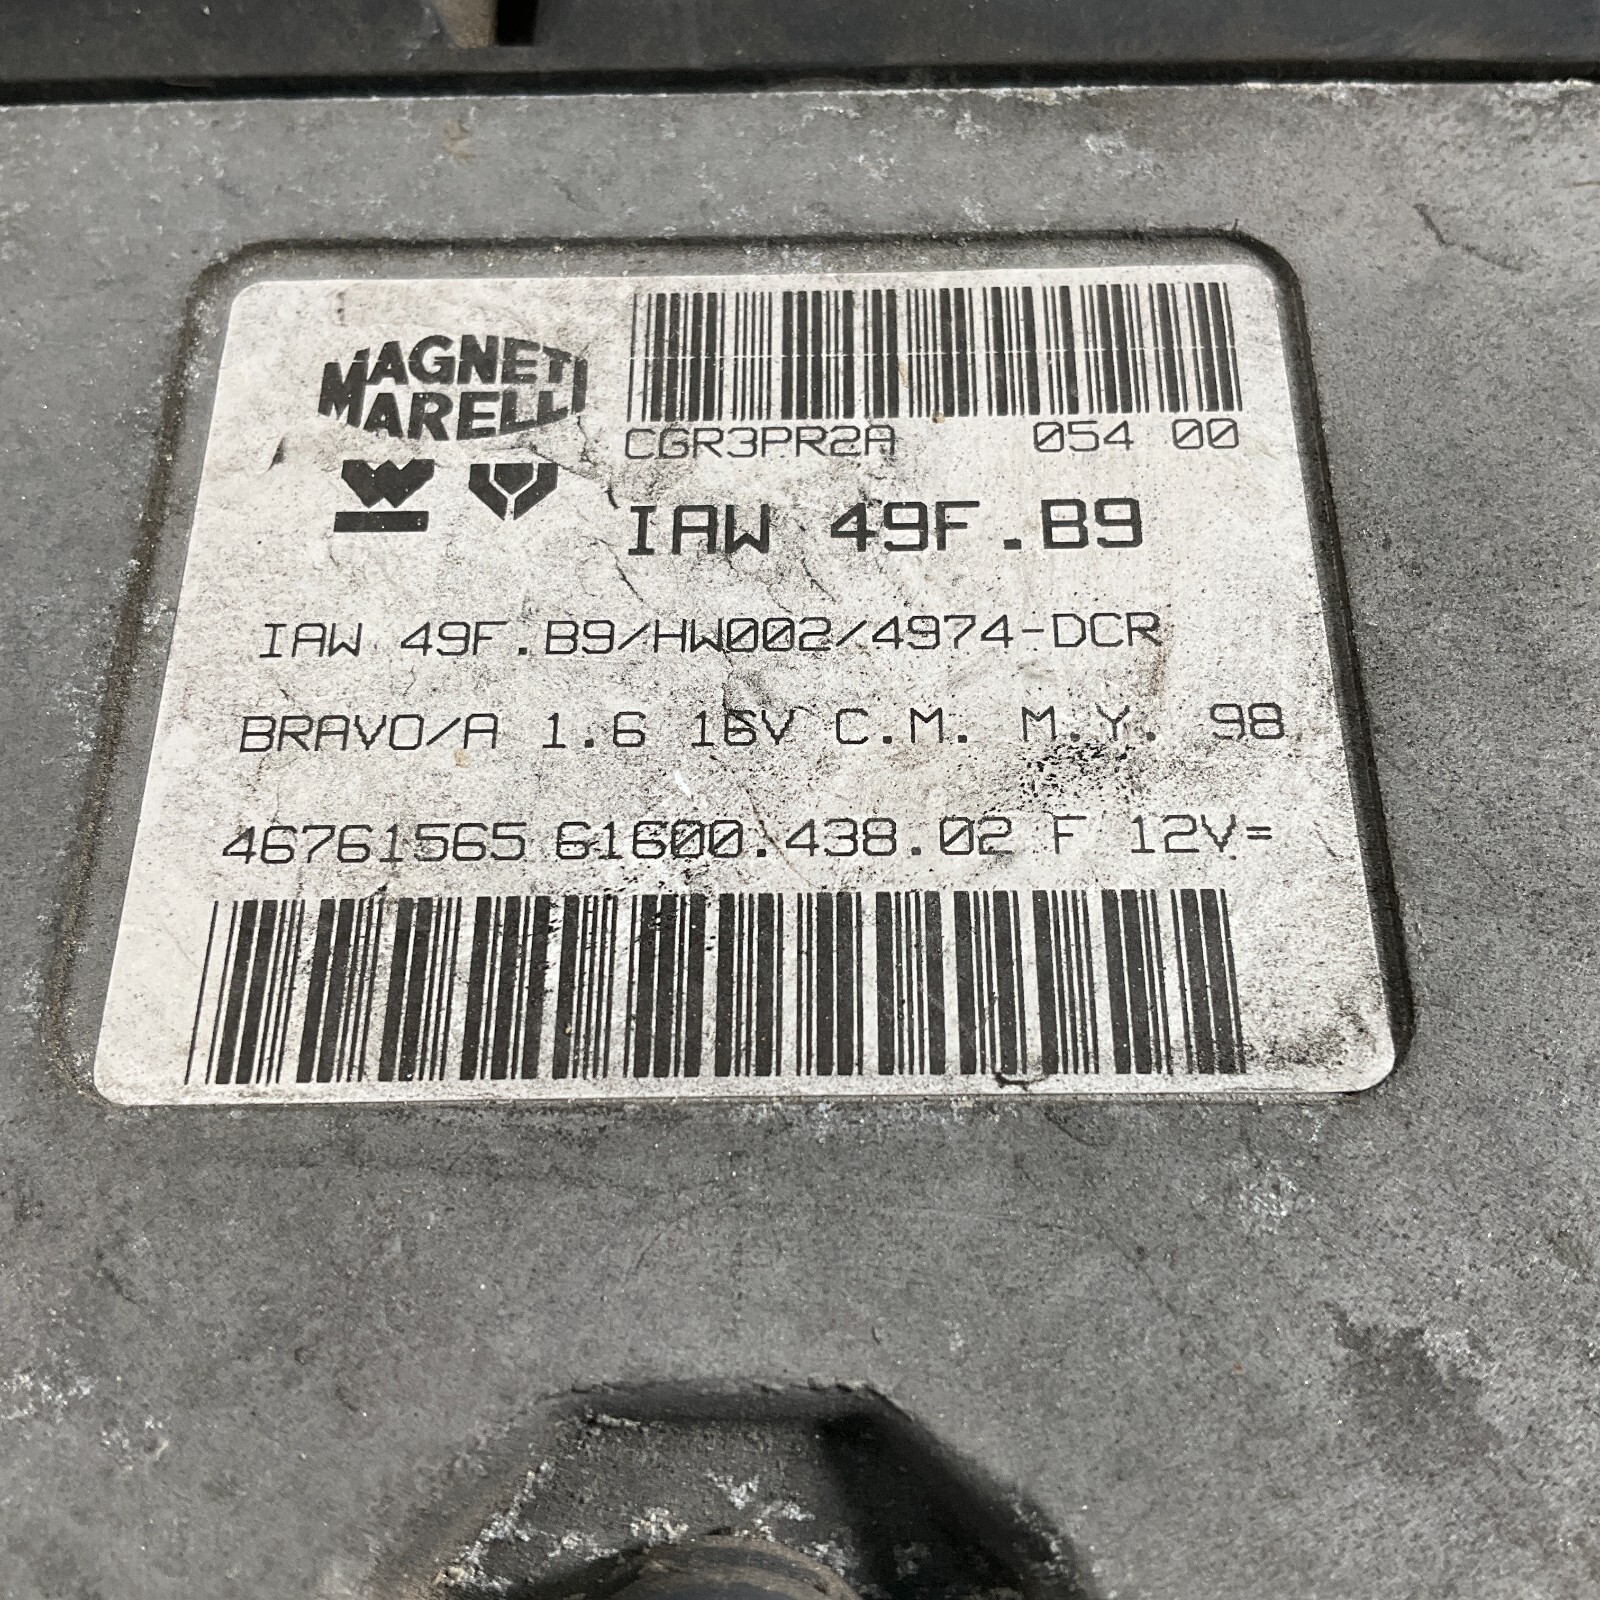 MAGNETI
MARELLI
CGR3PR2A 054 00
IAW 49F.B9
IAW 49F.B9/HW002/4974-DCR
BRAVO/A 1.6 16V C.M. M.Y. 98
46761565 61600.438.02 F 12V=